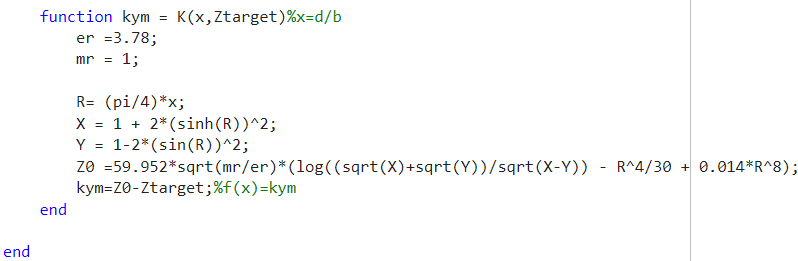 function kym = K(x,Ztarget)%x=d/b
er =3.78;
mr = 1;
R= (pi/4)*x;
X = 1 + 2*(sinh(R))^2;
Y = 1-2*(sin(R))^2;
Z0 =59.952*sqrt(mr/er)*(log((sqrt(X)+sqrt(Y))/sqrt(X-Y)) - R^4/30 + 0.014*R^8);
kym=Z0-Ztarget;%f(x)=kym
end
end